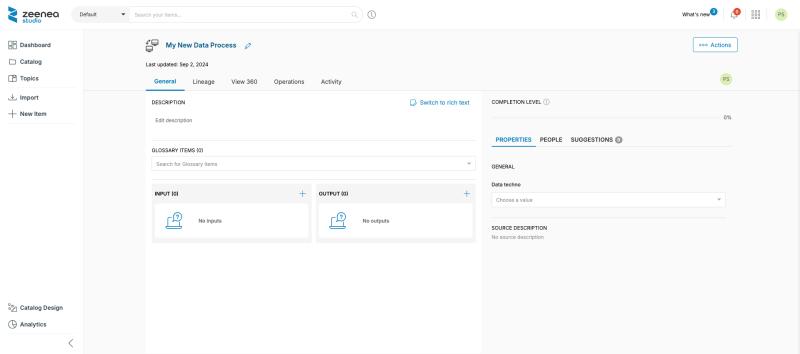 zeenea
studio
Default
Search your items...
What's new
PS
Dashboard
Catalog
Topics
Import
New Item
Catalog Design
Analytics
My New Data Process
Actions
Last updated: Sep 2, 2024
General
Lineage
View 360
Operations
Activity
PS
DESCRIPTION
Switch to rich text
Edit description
GLOSSARY ITEMS (0)
Search for Glossary items
INPUT (0)
No inputs
OUTPUT (0)
No outputs
COMPLETION LEVEL
0%
PROPERTIES
PEOPLE
SUGGESTIONS 0
GENERAL
Data techno
Choose a value
SOURCE DESCRIPTION
No source description